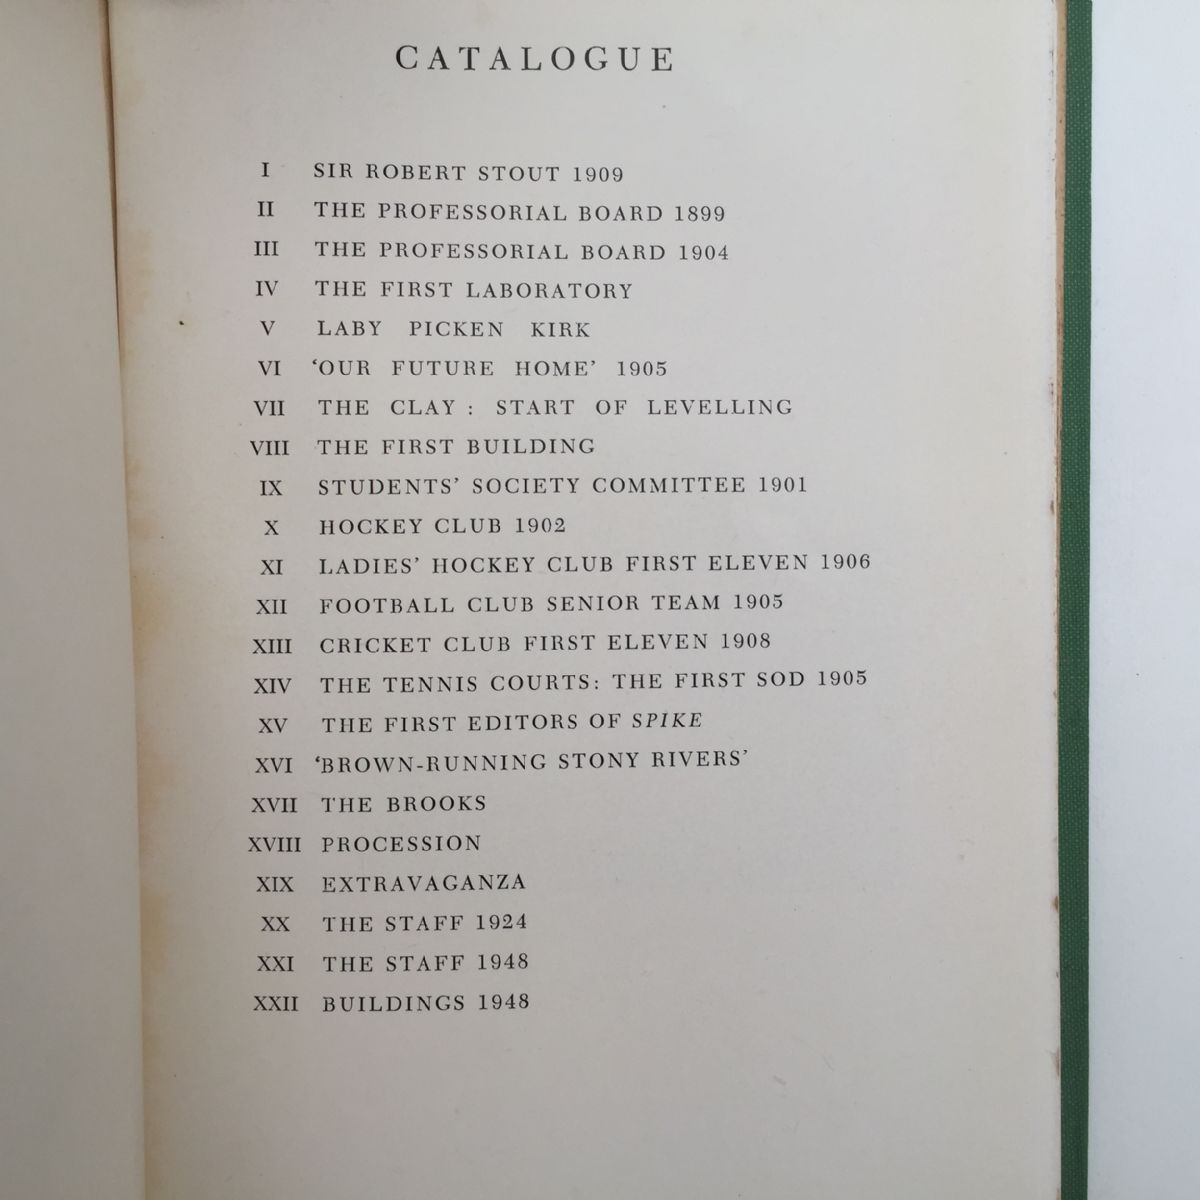 CATALOGUE
I SIR ROBERT STOUT 1909
II THE PROFESSORIAL BOARD 1899
III THE PROFESSORIAL BOARD 1904
IV THE FIRST LABORATORY
V LABY PICKEN KIRK
VI ‘OUR FUTURE HOME’ 1905
VII THE CLAY : START OF LEVELLING
VIII THE FIRST BUILDING
IX STUDENTS’ SOCIETY COMMITTEE 1901
X HOCKEY CLUB 1902
XI LADIES’ HOCKEY CLUB FIRST ELEVEN 1906
XII FOOTBALL CLUB SENIOR TEAM 1905
XIII CRICKET CLUB FIRST ELEVEN 1908
XIV THE TENNIS COURTS: THE FIRST SOD 1905
XV THE FIRST EDITORS OF SPIKE
XVI ‘BROWN-RUNNING STONY RIVERS’
XVII THE BROOKS
XVIII PROCESSION
XIX EXTRAVAGANZA
XX THE STAFF 1924
XXI THE STAFF 1948
XXII BUILDINGS 1948